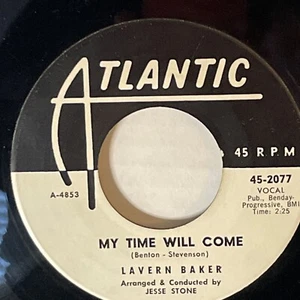 ATLANTIC
45 RPM
A-4853
45-2077
VOCAL
Pub., Benday-
Progressive, BMI
Time: 2:25
MY TIME WILL COME
(Benton - Stevenson)
LAVERN BAKER
Arranged & Conducted by
JESSE STONE